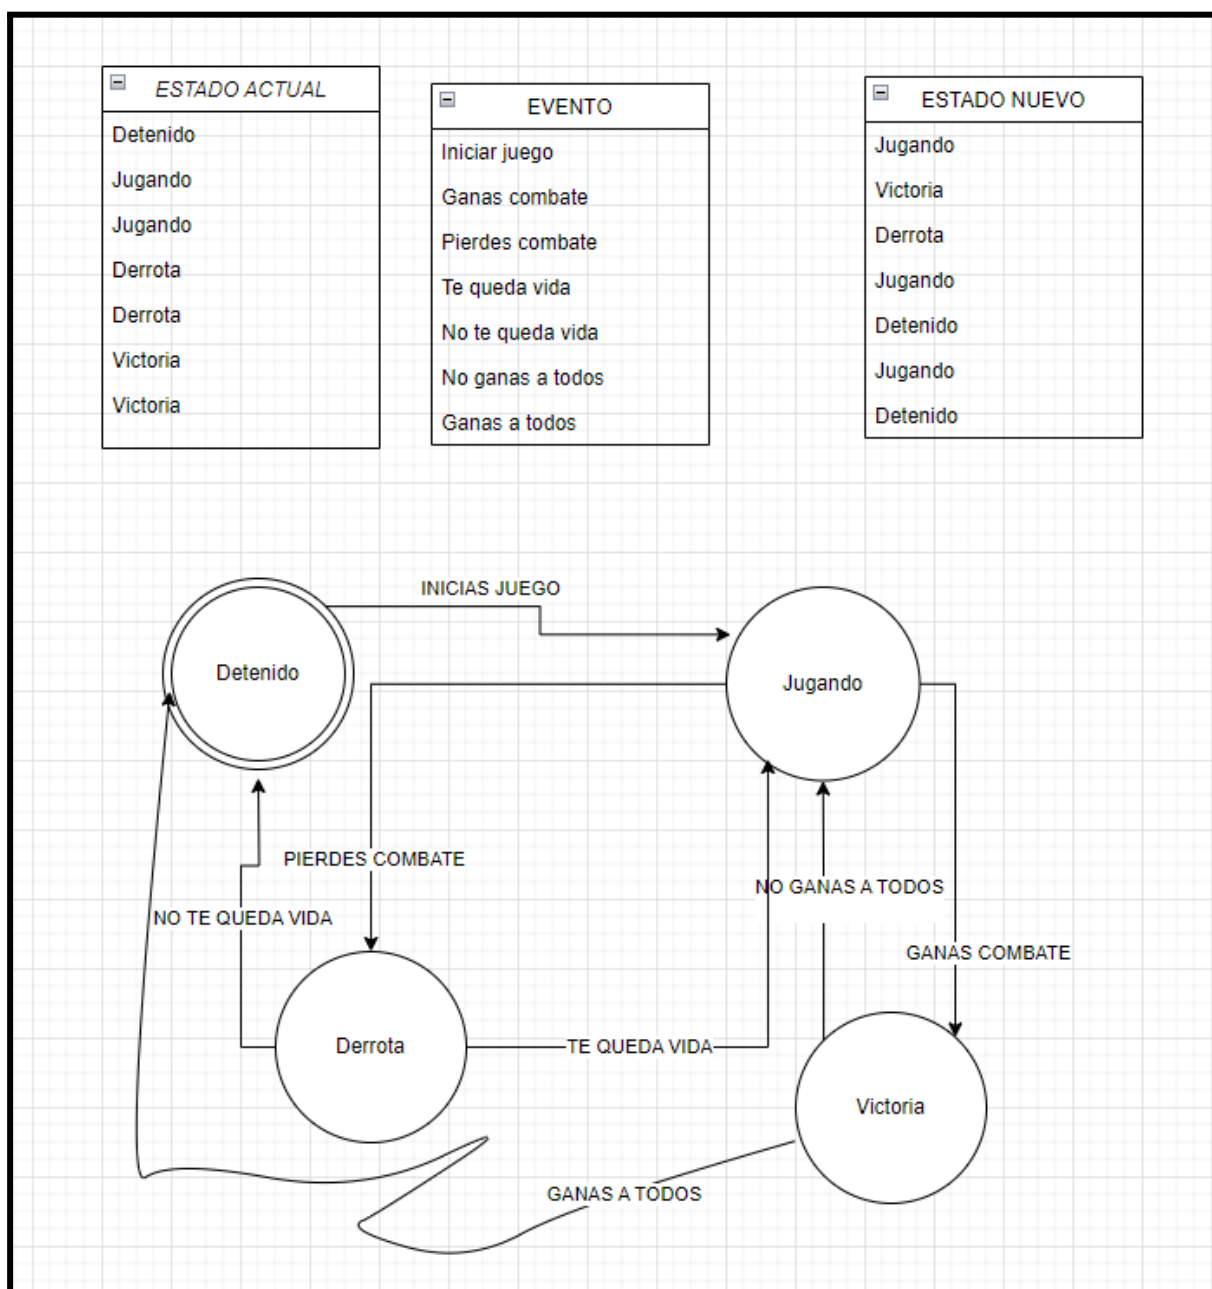 ESTADO ACTUAL
Detenido
Jugando
Jugando
Derrota
Derrota
Victoria
Victoria
EVENTO
Iniciar juego
Ganas combate
Pierdes combate
Te queda vida
No te queda vida
No ganas a todos
Ganas a todos
ESTADO NUEVO
Jugando
Victoria
Derrota
Jugando
Detenido
Jugando
Detenido
INICIAS JUEGO
Detenido
Jugando
PIERDES COMBATE
NO GANAS A TODOS
NO TE QUEDA VIDA
GANAS COMBATE
Derrota
TE QUEDA VIDA
Victoria
GANAS A TODOS